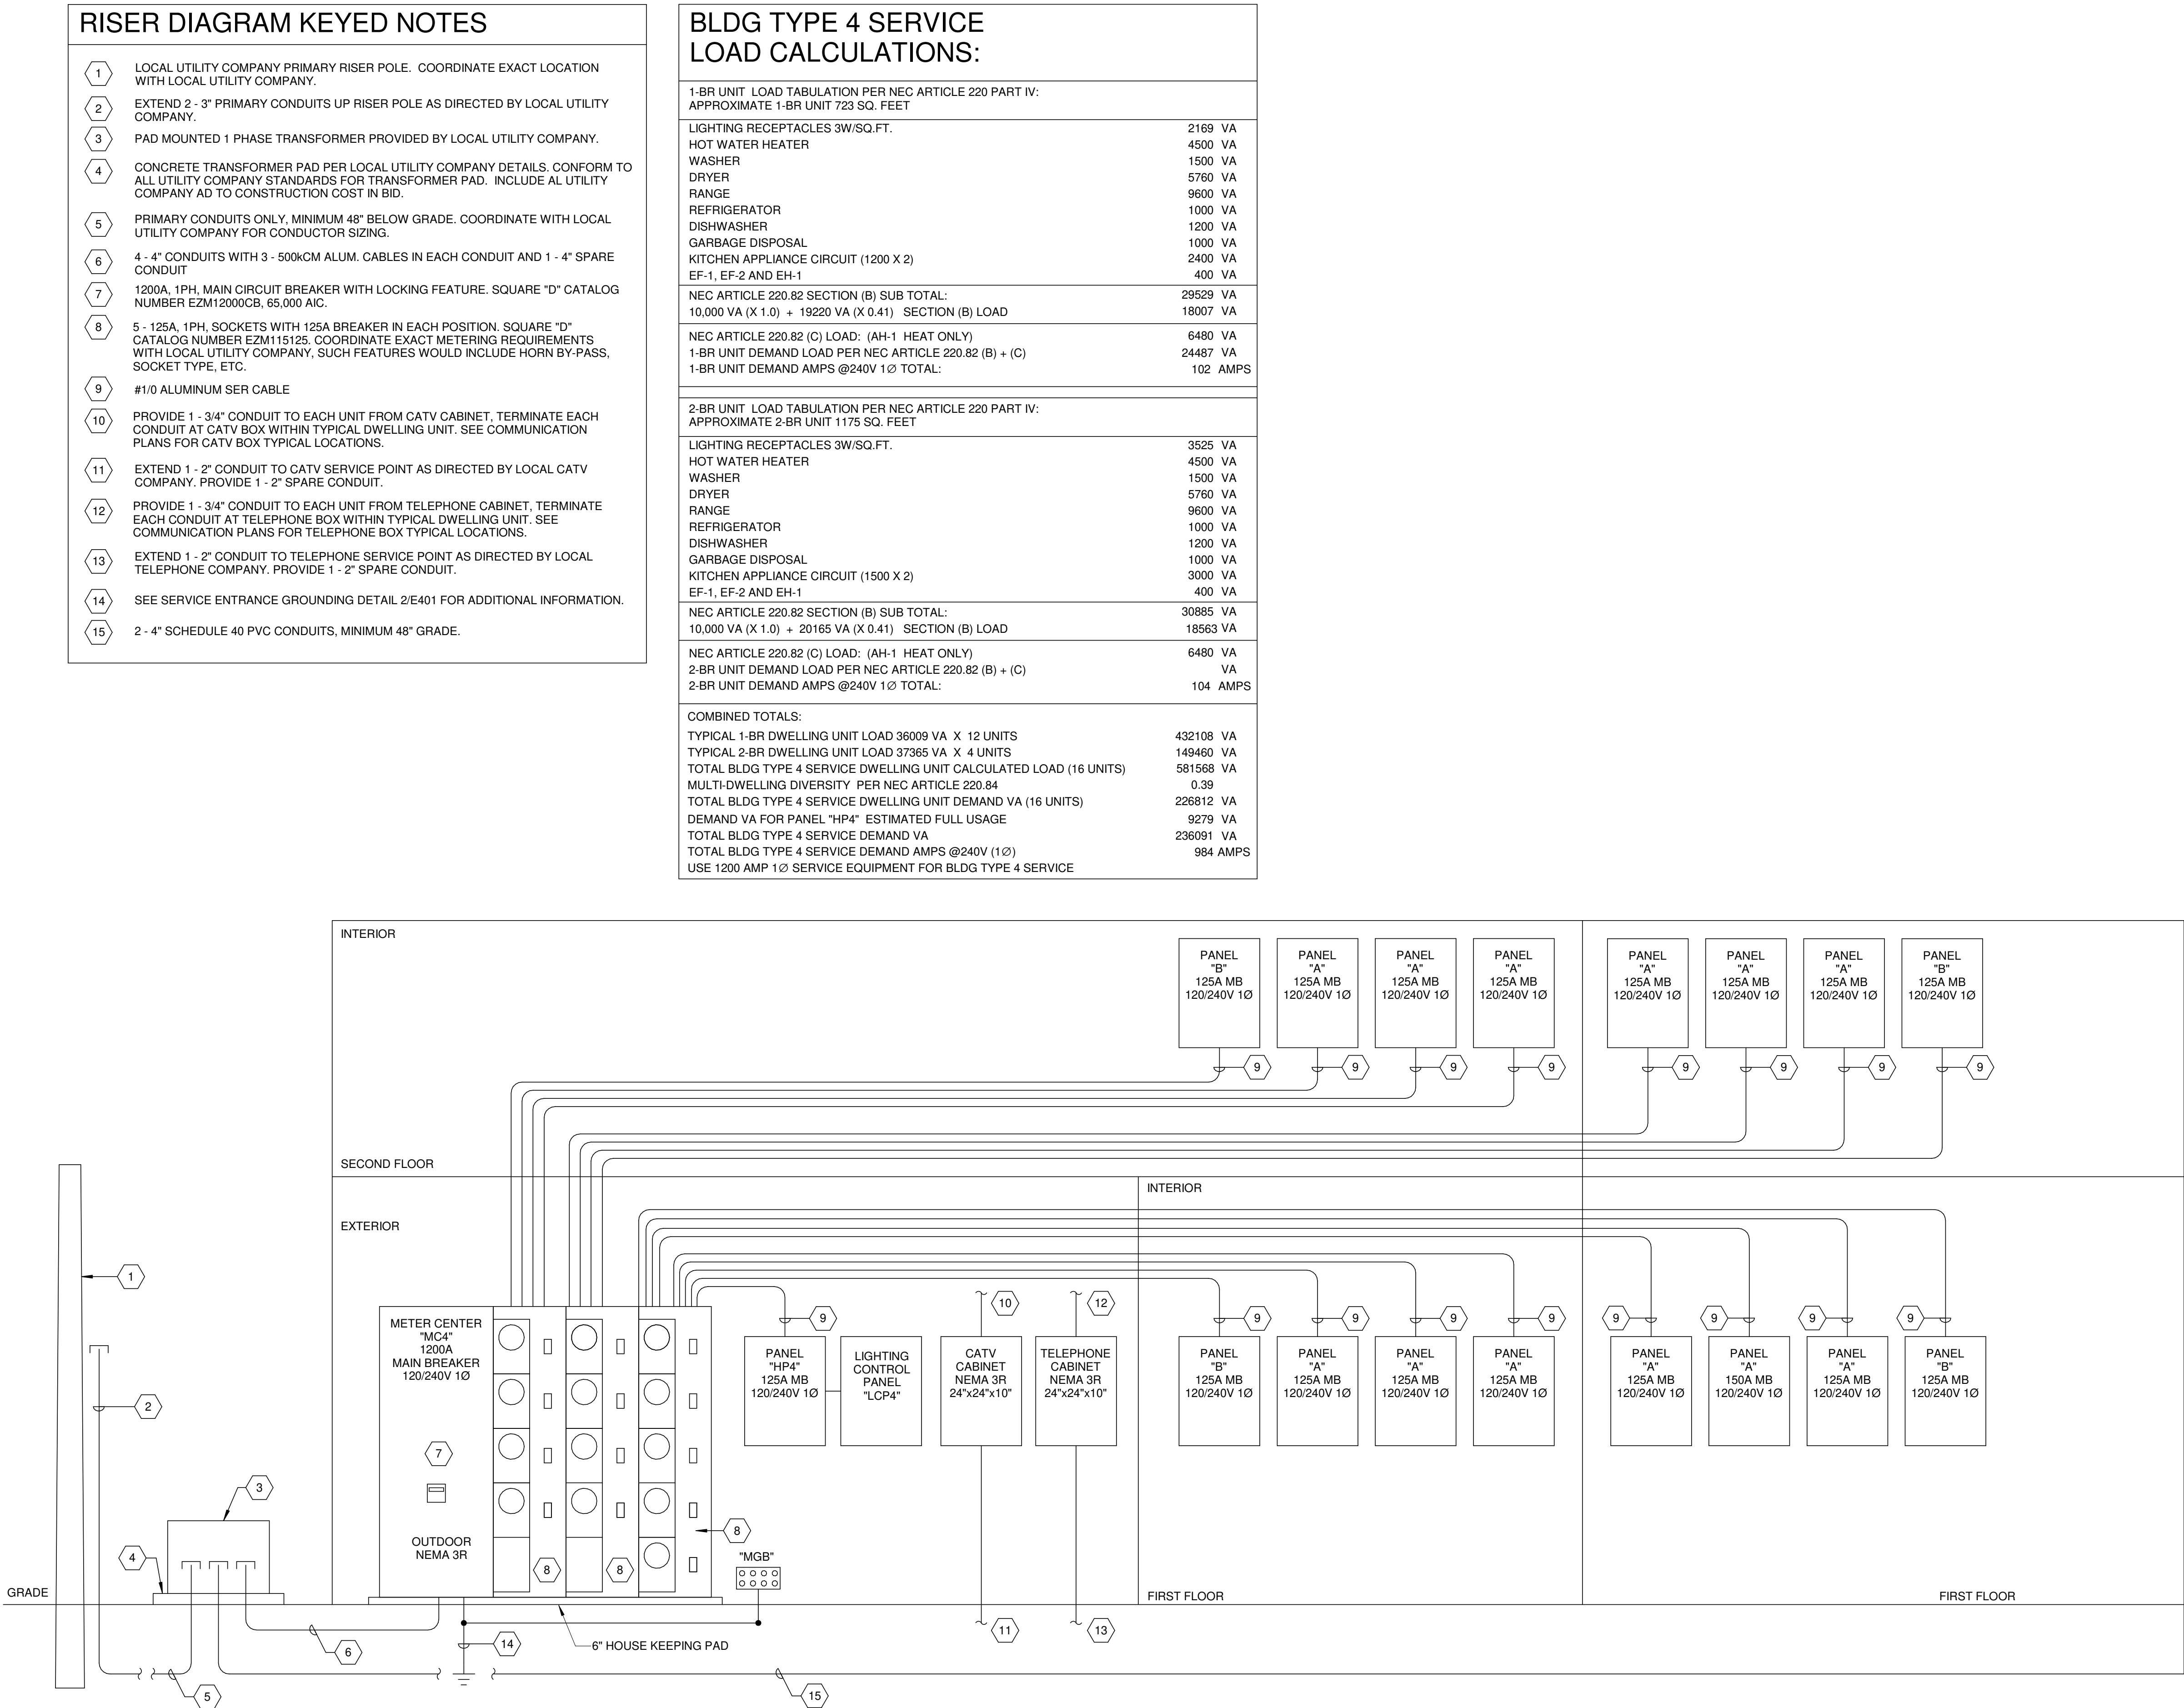 RISER DIAGRAM KEYED NOTES
1
LOCAL UTILITY COMPANY PRIMARY RISER POLE. COORDINATE EXACT LOCATION
WITH LOCAL UTILITY COMPANY.
2
EXTEND 2 - 3" PRIMARY CONDUITS UP RISER POLE AS DIRECTED BY LOCAL UTILITY
COMPANY.
3
PAD MOUNTED 1 PHASE TRANSFORMER PROVIDED BY LOCAL UTILITY COMPANY.
4
CONCRETE TRANSFORMER PAD PER LOCAL UTILITY COMPANY DETAILS. CONFORM TO
ALL UTILITY COMPANY STANDARDS FOR TRANSFORMER PAD. INCLUDE AL UTILITY
COMPANY AD TO CONSTRUCTION COST IN BID.
5
PRIMARY CONDUITS ONLY, MINIMUM 48" BELOW GRADE. COORDINATE WITH LOCAL
UTILITY COMPANY FOR CONDUCTOR SIZING.
6
4 - 4" CONDUITS WITH 3 - 500kCM ALUM. CABLES IN EACH CONDUIT AND 1 - 4" SPARE
CONDUIT
7
1200A, 1PH, MAIN CIRCUIT BREAKER WITH LOCKING FEATURE. SQUARE "D" CATALOG
NUMBER EZM12000CB, 65,000 AIC.
8
5 - 125A, 1PH, SOCKETS WITH 125A BREAKER IN EACH POSITION. SQUARE "D"
CATALOG NUMBER EZM115125. COORDINATE EXACT METERING REQUIREMENTS
WITH LOCAL UTILITY COMPANY, SUCH FEATURES WOULD INCLUDE HORN BY-PASS,
SOCKET TYPE, ETC.
9
#1/0 ALUMINUM SER CABLE
10
PROVIDE 1 - 3/4" CONDUIT TO EACH UNIT FROM CATV CABINET, TERMINATE EACH
CONDUIT AT CATV BOX WITHIN TYPICAL DWELLING UNIT. SEE COMMUNICATION
PLANS FOR CATV BOX TYPICAL LOCATIONS.
11
EXTEND 1 - 2" CONDUIT TO CATV SERVICE POINT AS DIRECTED BY LOCAL CATV
COMPANY. PROVIDE 1 - 2" SPARE CONDUIT.
12
PROVIDE 1 - 3/4" CONDUIT TO EACH UNIT FROM TELEPHONE CABINET, TERMINATE
EACH CONDUIT AT TELEPHONE BOX WITHIN TYPICAL DWELLING UNIT. SEE
COMMUNICATION PLANS FOR TELEPHONE BOX TYPICAL LOCATIONS.
13
EXTEND 1 - 2" CONDUIT TO TELEPHONE SERVICE POINT AS DIRECTED BY LOCAL
TELEPHONE COMPANY. PROVIDE 1 - 2" SPARE CONDUIT.
14
SEE SERVICE ENTRANCE GROUNDING DETAIL 2/E401 FOR ADDITIONAL INFORMATION.
15
2 - 4" SCHEDULE 40 PVC CONDUITS, MINIMUM 48" GRADE.
BLDG TYPE 4 SERVICE
LOAD CALCULATIONS:
1-BR UNIT LOAD TABULATION PER NEC ARTICLE 220 PART IV:
APPROXIMATE 1-BR UNIT 723 SQ. FEET
LIGHTING RECEPTACLES 3W/SQ.FT. 2169 VA
HOT WATER HEATER 4500 VA
WASHER 1500 VA
DRYER 5760 VA
RANGE 9600 VA
REFRIGERATOR 1000 VA
DISHWASHER 1200 VA
GARBAGE DISPOSAL 1000 VA
KITCHEN APPLIANCE CIRCUIT (1200 X 2) 2400 VA
EF-1, EF-2 AND EH-1 400 VA
NEC ARTICLE 220.82 SECTION (B) SUB TOTAL: 29529 VA
10,000 VA (X 1.0) + 19220 VA (X 0.41) SECTION (B) LOAD 18007 VA
NEC ARTICLE 220.82 (C) LOAD: (AH-1 HEAT ONLY) 6480 VA
1-BR UNIT DEMAND LOAD PER NEC ARTICLE 220.82 (B) + (C) 24487 VA
1-BR UNIT DEMAND AMPS @240V 1Ø TOTAL: 102 AMPS
2-BR UNIT LOAD TABULATION PER NEC ARTICLE 220 PART IV:
APPROXIMATE 2-BR UNIT 1175 SQ. FEET
LIGHTING RECEPTACLES 3W/SQ.FT. 3525 VA
HOT WATER HEATER 4500 VA
WASHER 1500 VA
DRYER 5760 VA
RANGE 9600 VA
REFRIGERATOR 1000 VA
DISHWASHER 1200 VA
GARBAGE DISPOSAL 1000 VA
KITCHEN APPLIANCE CIRCUIT (1500 X 2) 3000 VA
EF-1, EF-2 AND EH-1 400 VA
NEC ARTICLE 220.82 SECTION (B) SUB TOTAL: 30885 VA
10,000 VA (X 1.0) + 20165 VA (X 0.41) SECTION (B) LOAD 18563 VA
NEC ARTICLE 220.82 (C) LOAD: (AH-1 HEAT ONLY) 6480 VA
2-BR UNIT DEMAND LOAD PER NEC ARTICLE 220.82 (B) + (C) VA
2-BR UNIT DEMAND AMPS @240V 1Ø TOTAL: 104 AMPS
COMBINED TOTALS:
TYPICAL 1-BR DWELLING UNIT LOAD 36009 VA X 12 UNITS 432108 VA
TYPICAL 2-BR DWELLING UNIT LOAD 37365 VA X 4 UNITS 149460 VA
TOTAL BLDG TYPE 4 SERVICE DWELLING UNIT CALCULATED LOAD (16 UNITS) 581568 VA
MULTI-DWELLING DIVERSITY PER NEC ARTICLE 220.84 0.39
TOTAL BLDG TYPE 4 SERVICE DWELLING UNIT DEMAND VA (16 UNITS) 226812 VA
DEMAND VA FOR PANEL "HP4" ESTIMATED FULL USAGE 9279 VA
TOTAL BLDG TYPE 4 SERVICE DEMAND VA 236091 VA
TOTAL BLDG TYPE 4 SERVICE DEMAND AMPS @240V (1Ø) 984 AMPS
USE 1200 AMP 1Ø SERVICE EQUIPMENT FOR BLDG TYPE 4 SERVICE
INTERIOR
PANEL PANEL PANEL PANEL PANEL PANEL PANEL PANEL
"B" "A" "A" "A" "A" "A" "A" "B"
125A MB 125A MB 125A MB 125A MB 125A MB 125A MB 125A MB 125A MB
120/240V 1Ø 120/240V 1Ø 120/240V 1Ø 120/240V 1Ø 120/240V 1Ø 120/240V 1Ø 120/240V 1Ø 120/240V 1Ø
9 9 9 9 9 9 9 9
SECOND FLOOR
INTERIOR
EXTERIOR
1
10 12
9 9 9 9 9 9 9 9 9
METER CENTER
"MC4"
1200A
MAIN BREAKER
120/240V 1Ø
PANEL
"HP4"
125A MB
120/240V 1Ø
LIGHTING
CONTROL
PANEL
"LCP4"
CATV
CABINET
NEMA 3R
24"x24"x10"
TELEPHONE
CABINET
NEMA 3R
24"x24"x10"
PANEL PANEL PANEL PANEL PANEL PANEL PANEL PANEL
"B" "A" "A" "A" "A" "A" "A" "B"
125A MB 125A MB 125A MB 125A MB 125A MB 150A MB 125A MB 125A MB
120/240V 1Ø 120/240V 1Ø 120/240V 1Ø 120/240V 1Ø 120/240V 1Ø 120/240V 1Ø 120/240V 1Ø 120/240V 1Ø
2
7
3
8
OUTDOOR
NEMA 3R
4
8 8
"MGB"
GRADE
FIRST FLOOR FIRST FLOOR
11 13
14
6" HOUSE KEEPING PAD
6
5
15